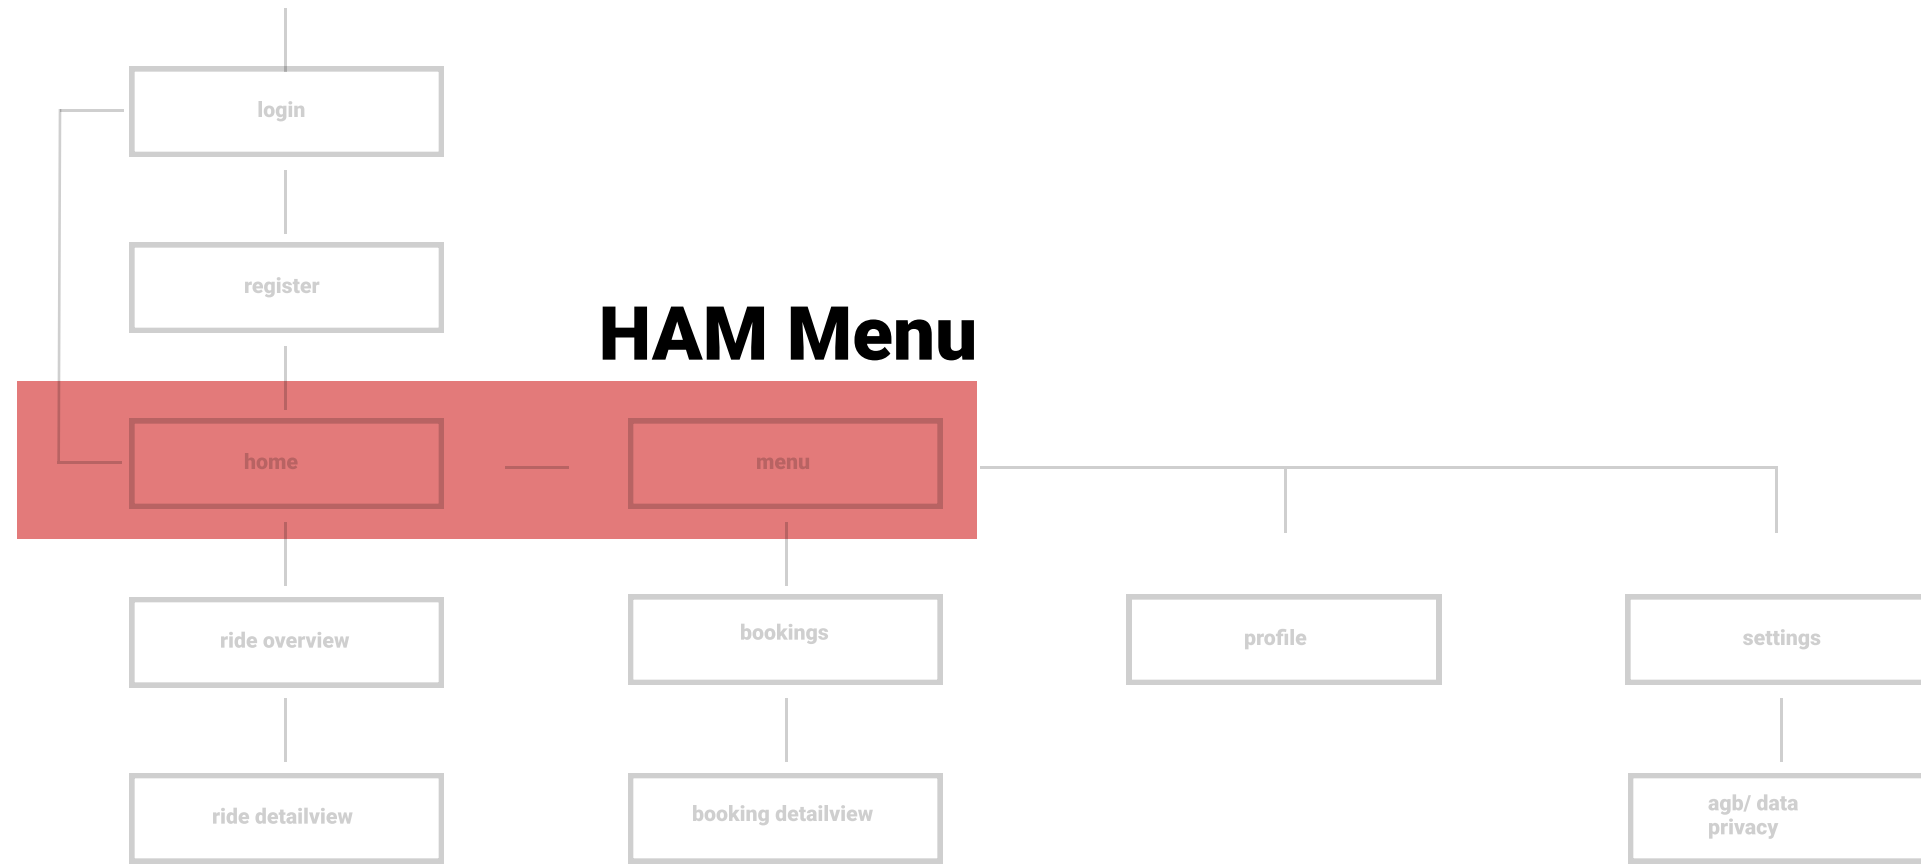 login
register
HAM Menu
home
menu
ride overview
bookings
profile
settings
ride detailview
booking detailview
agb/ data
privacy